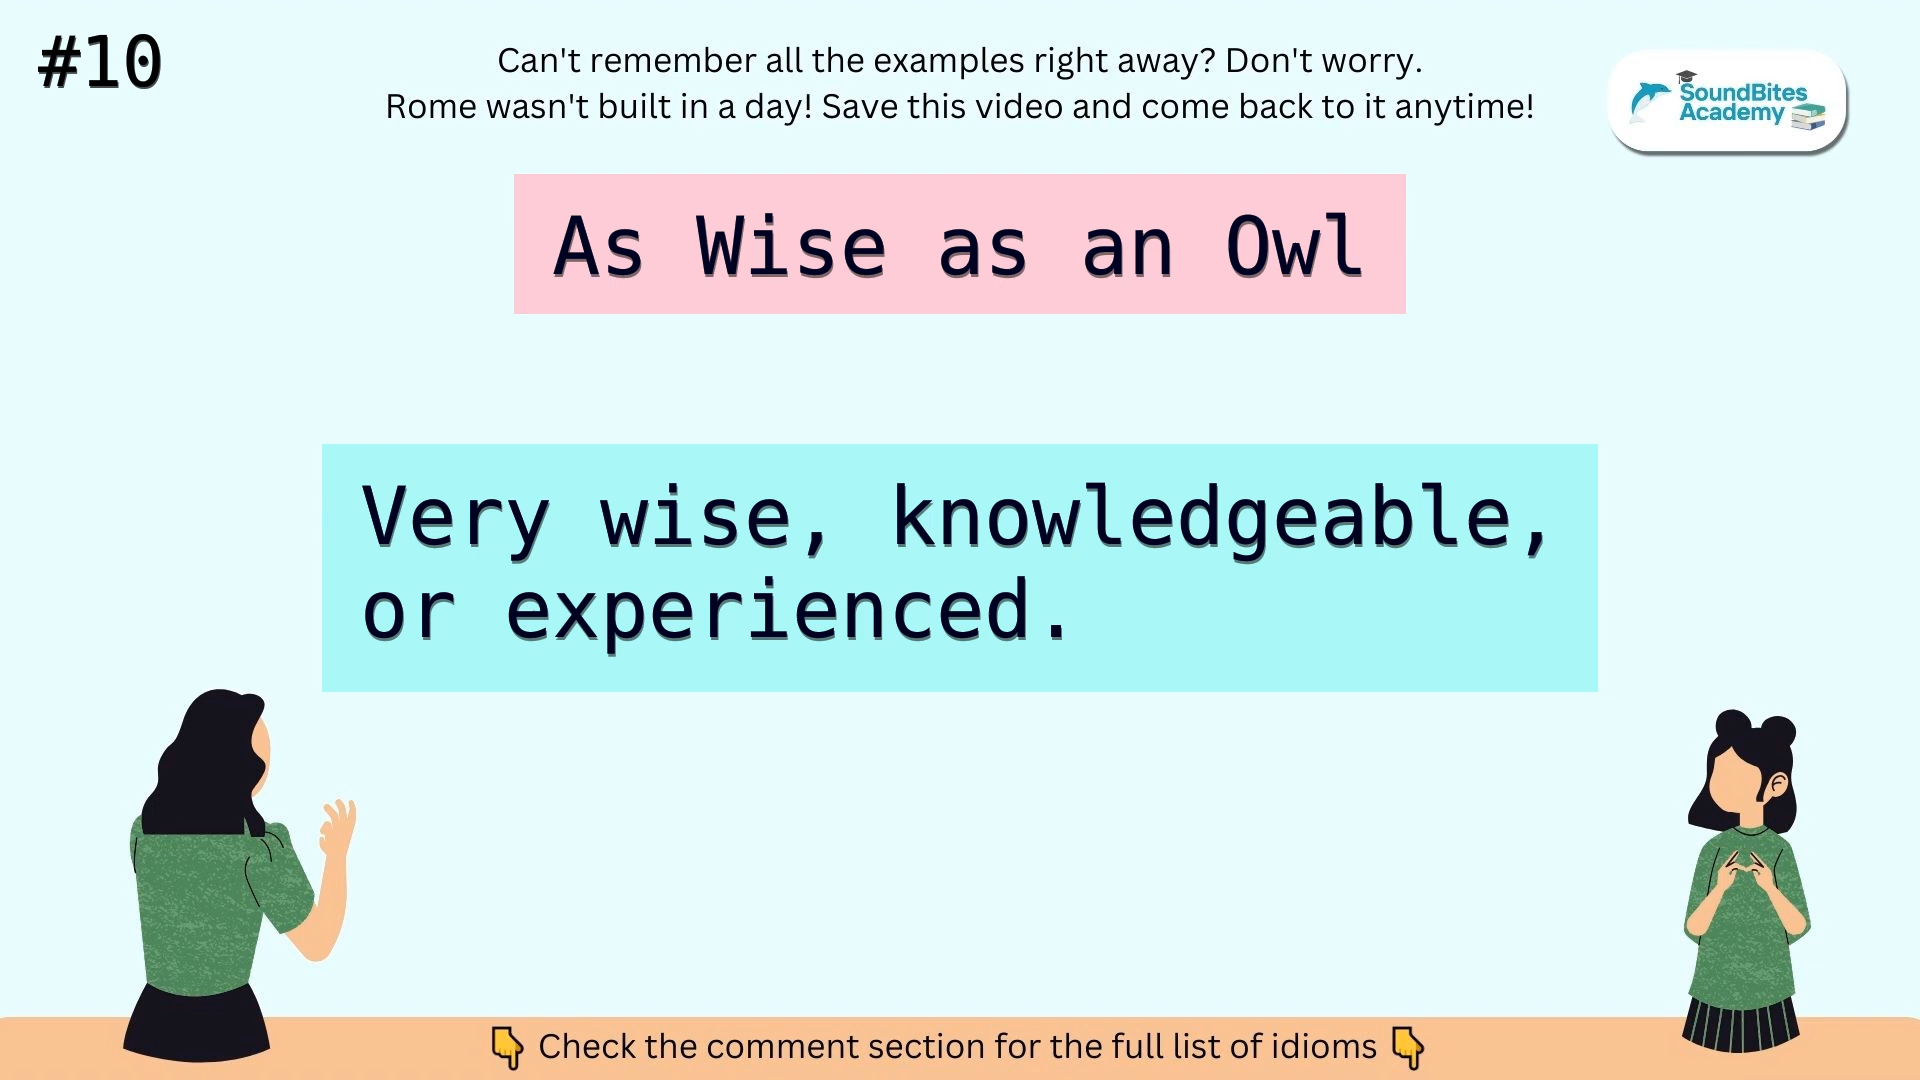 #10
Can't remember all the examples right away? Don't worry.
Rome wasn't built in a day! Save this video and come back to it anytime!
SoundBites
Academy
As Wise as an Owl
Very wise, knowledgeable,
or experienced.
👇 Check the comment section for the full list of idioms 👇